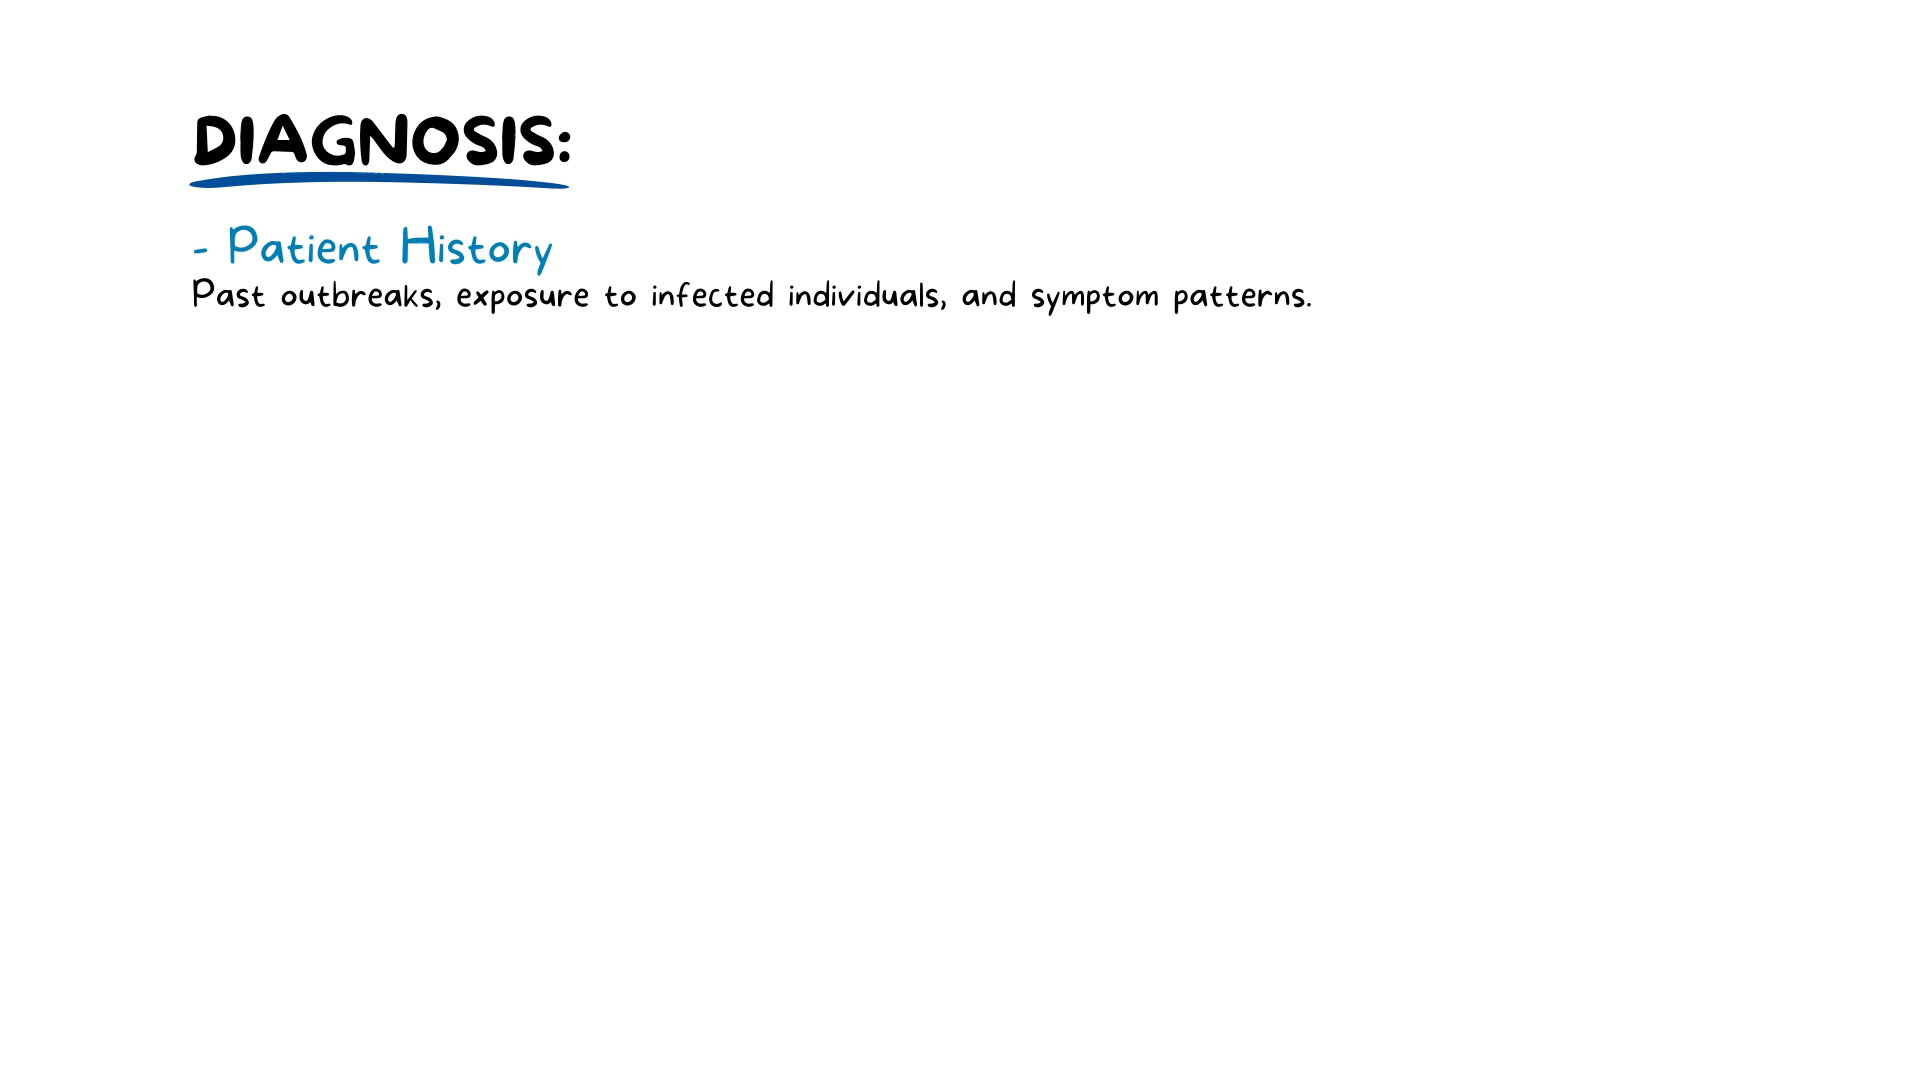 DIAGNOSIS:
- Patient History
Past outbreaks, exposure to infected individuals, and symptom patterns.